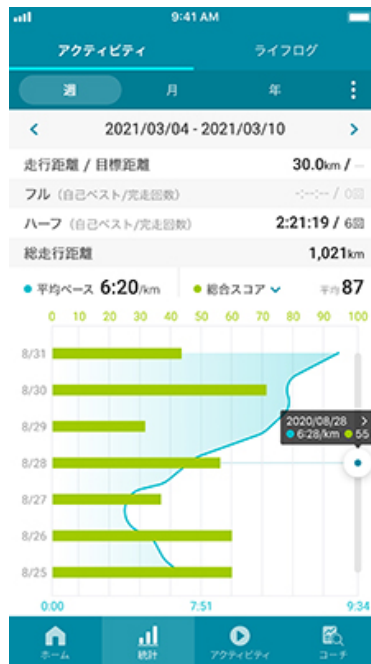 9:41 AM
アクティビティ ライフログ
週 月 年
2021/03/04 - 2021/03/10
走行距離 / 目標距離 30.0km / --
フル (自己ベスト/完走回数) -:--:-- / 0回
ハーフ (自己ベスト/完走回数) 2:21:19 / 6回
総走行距離 1,021km
平均ペース 6:20/km 総合スコア 平均 87
0 10 20 30 40 50 60 70 80 90 100
8/31
8/30
8/29
2020/08/28
6:28/km 55
8/28
8/27
8/26
8/25
0:00 7:51 9:34
ホーム 統計 アクティビティ コーチ